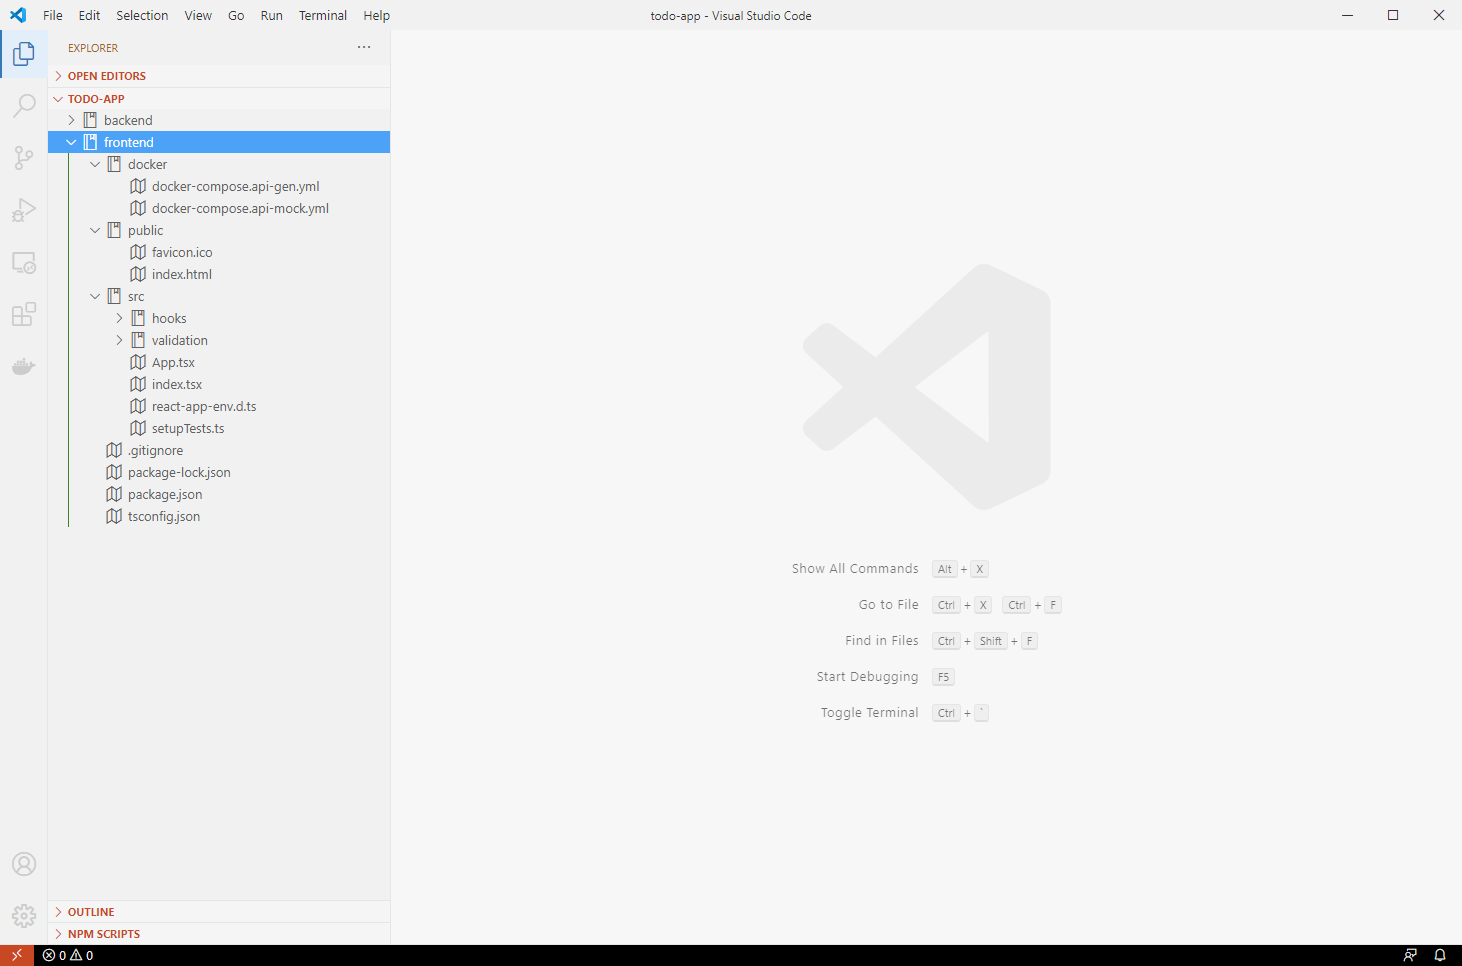 File Edit Selection View Go Run Terminal Help
todo-app - Visual Studio Code
EXPLORER
OPEN EDITORS
TODO-APP
backend
frontend
docker
docker-compose.api-gen.yml
docker-compose.api-mock.yml
public
favicon.ico
index.html
src
hooks
validation
App.tsx
index.tsx
react-app-env.d.ts
setupTests.ts
.gitignore
package-lock.json
package.json
tsconfig.json
Show All Commands Alt + X
Go to File Ctrl + X Ctrl + F
Find in Files Ctrl + Shift + F
Start Debugging F5
Toggle Terminal Ctrl + `
OUTLINE
NPM SCRIPTS
0 0